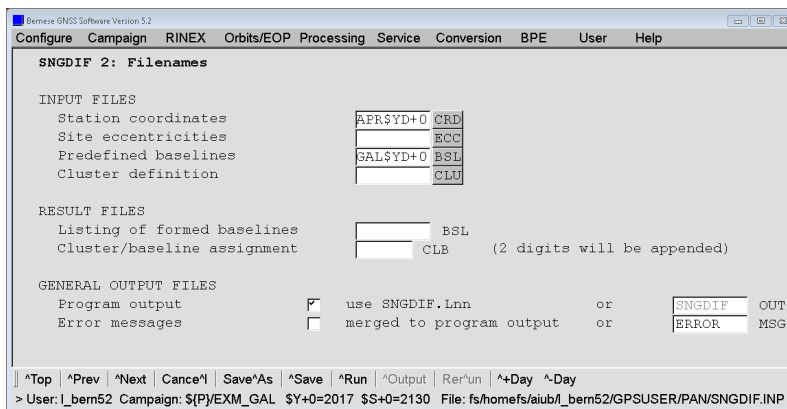 Bernese GNSS Software Version 5.2
Configure Campaign RINEX Orbits/EOP Processing Service Conversion BPE User Help
SNGDIF 2: Filenames
INPUT FILES
Station coordinates APR$YD+0 CRD
Site eccentricities ECC
Predefined baselines GAL$YD+0 BSL
Cluster definition CLU
RESULT FILES
Listing of formed baselines BSL
Cluster/baseline assignment CLB (2 digits will be appended)
GENERAL OUTPUT FILES
Program output use SNGDIF.Lnn or SNGDIF OUT
Error messages merged to program output or ERROR MSG
^Top | ^Prev | ^Next | Cance^l | Save^As | ^Save | ^Run | ^Output | Rer^un | ^+Day ^-Day
> User: l_bern52 Campaign: ${P}/EXM_GAL $Y+0=2017 $S+0=2130 File: fs/homefs/aiub/l_bern52/GPSUSER/PAN/SNGDIF.INP